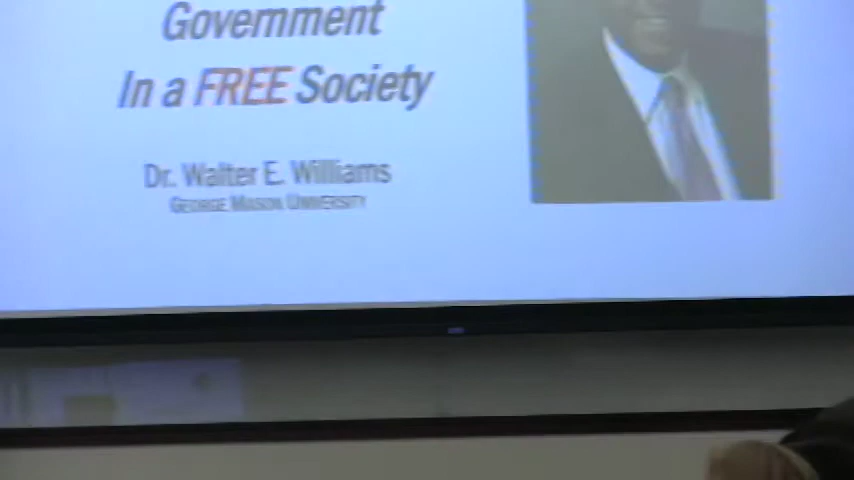 Government
In a FREE Society
Dr. Walter E. Williams
GEORGE MASON UNIVERSITY